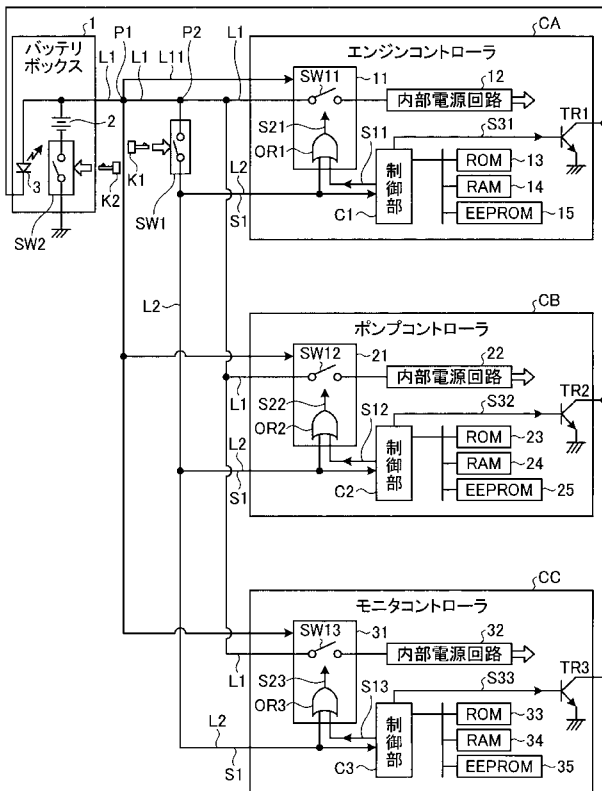 1
バッテリ
ボックス
P1
P2
L1
L1
L11
L1
2
3
K2
SW2
K1
SW1
L2
S1
L2
CA
エンジンコントローラ
SW11
11
12
内部電源回路
S21
OR1
S11
制御部
C1
S31
TR1
ROM
13
RAM
14
EEPROM
15
CB
ポンプコントローラ
SW12
21
22
内部電源回路
L1
S22
OR2
S12
L2
S1
制御部
C2
S32
TR2
ROM
23
RAM
24
EEPROM
25
CC
モニタコントローラ
SW13
31
32
内部電源回路
L1
S23
OR3
S13
L2
S1
制御部
C3
S33
TR3
ROM
33
RAM
34
EEPROM
35